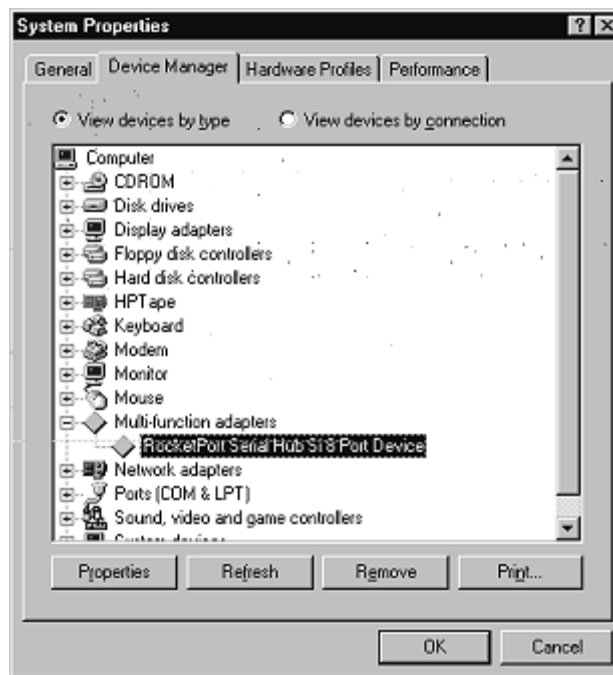 System Properties
General Device Manager Hardware Profiles Performance
View devices by type View devices by connection
Computer
CDROM
Disk drives
Display adapters
Floppy disk controllers
Hard disk controllers
HPTape
Keyboard
Modem
Monitor
Mouse
Multi-function adapters
RocketPort Serial Hub Si 8 Port Device
Network adapters
Ports (COM & LPT)
Sound, video and game controllers
System devices
Properties Refresh Remove Print...
OK Cancel